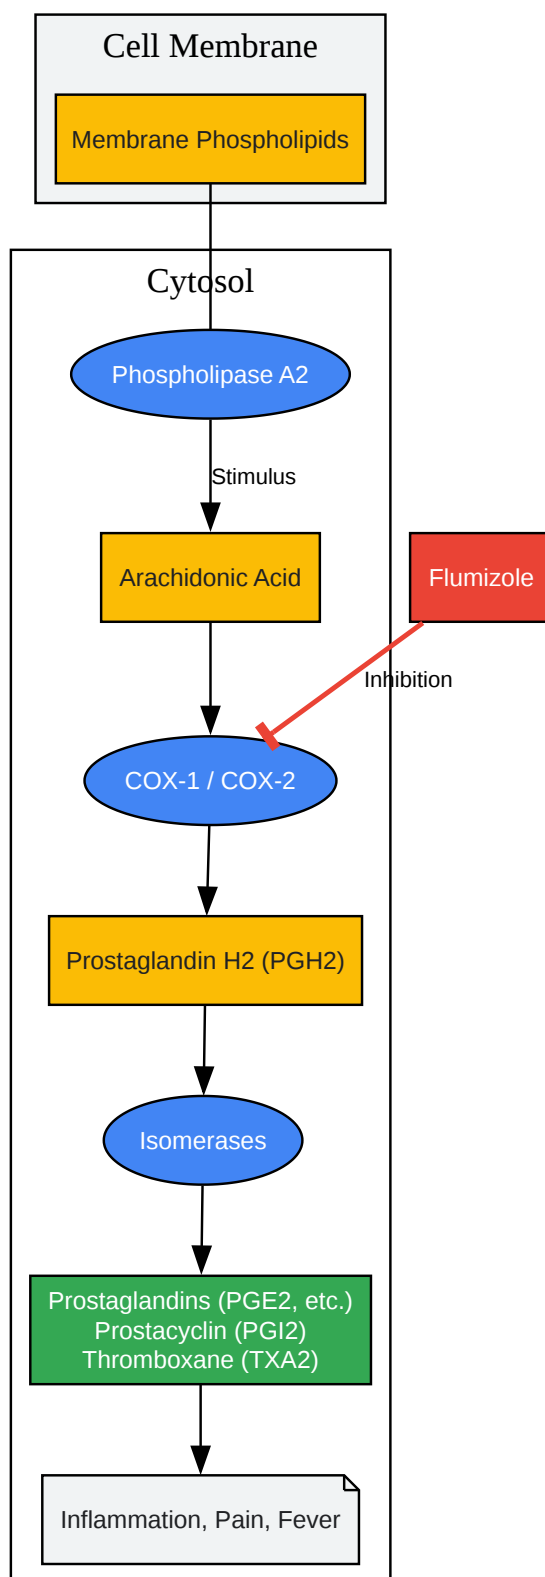 Cell Membrane
Membrane Phospholipids
Cytosol
Phospholipase A2
Stimulus
Arachidonic Acid
Flumizole
Inhibition
COX-1 / COX-2
Prostaglandin H2 (PGH2)
Isomerases
Prostaglandins (PGE2, etc.)
Prostacyclin (PGI2)
Thromboxane (TXA2)
Inflammation, Pain, Fever